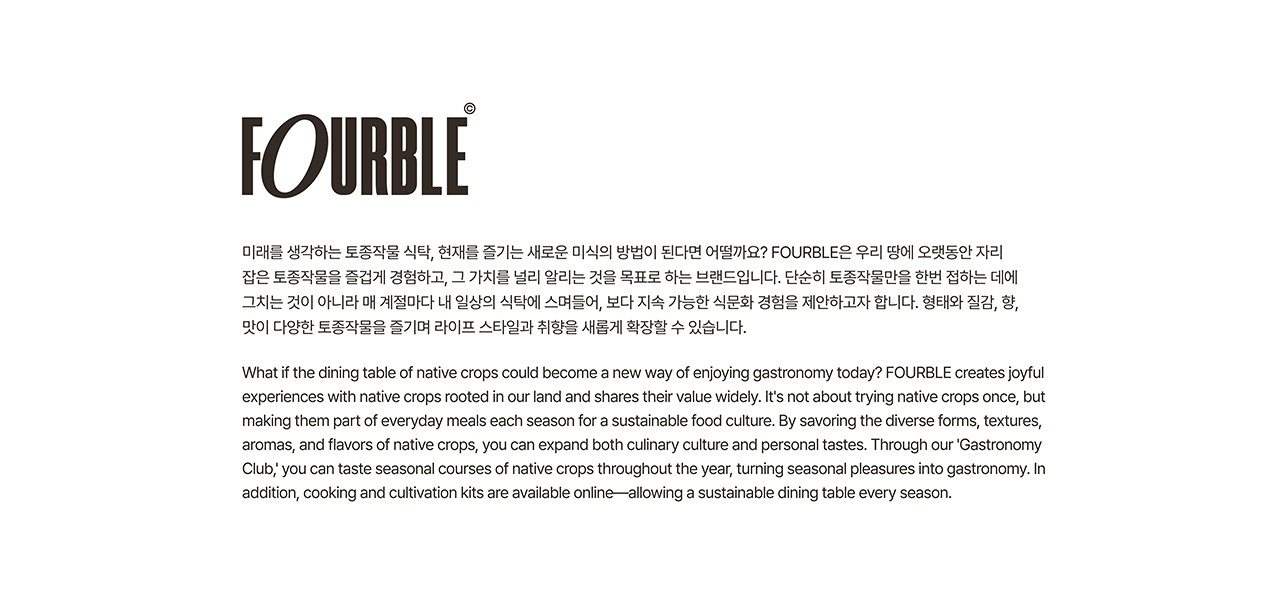 FOURBLE©
미래를 생각하는 토종작물 식탁, 현재를 즐기는 새로운 미식의 방법이 된다면 어떨까요? FOURBLE은 우리 땅에 오랫동안 자리
잡은 토종작물을 즐겁게 경험하고, 그 가치를 널리 알리는 것을 목표로 하는 브랜드입니다. 단순히 토종작물만을 한번 접하는 데에
그치는 것이 아니라 매 계절마다 내 일상의 식탁에 스며들어, 보다 지속 가능한 식문화 경험을 제안하고자 합니다. 형태와 질감, 향,
맛이 다양한 토종작물을 즐기며 라이프 스타일과 취향을 새롭게 확장할 수 있습니다.
What if the dining table of native crops could become a new way of enjoying gastronomy today? FOURBLE creates joyful
experiences with native crops rooted in our land and shares their value widely. It's not about trying native crops once, but
making them part of everyday meals each season for a sustainable food culture. By savoring the diverse forms, textures,
aromas, and flavors of native crops, you can expand both culinary culture and personal tastes. Through our 'Gastronomy
Club,' you can taste seasonal courses of native crops throughout the year, turning seasonal pleasures into gastronomy. In
addition, cooking and cultivation kits are available online—allowing a sustainable dining table every season.